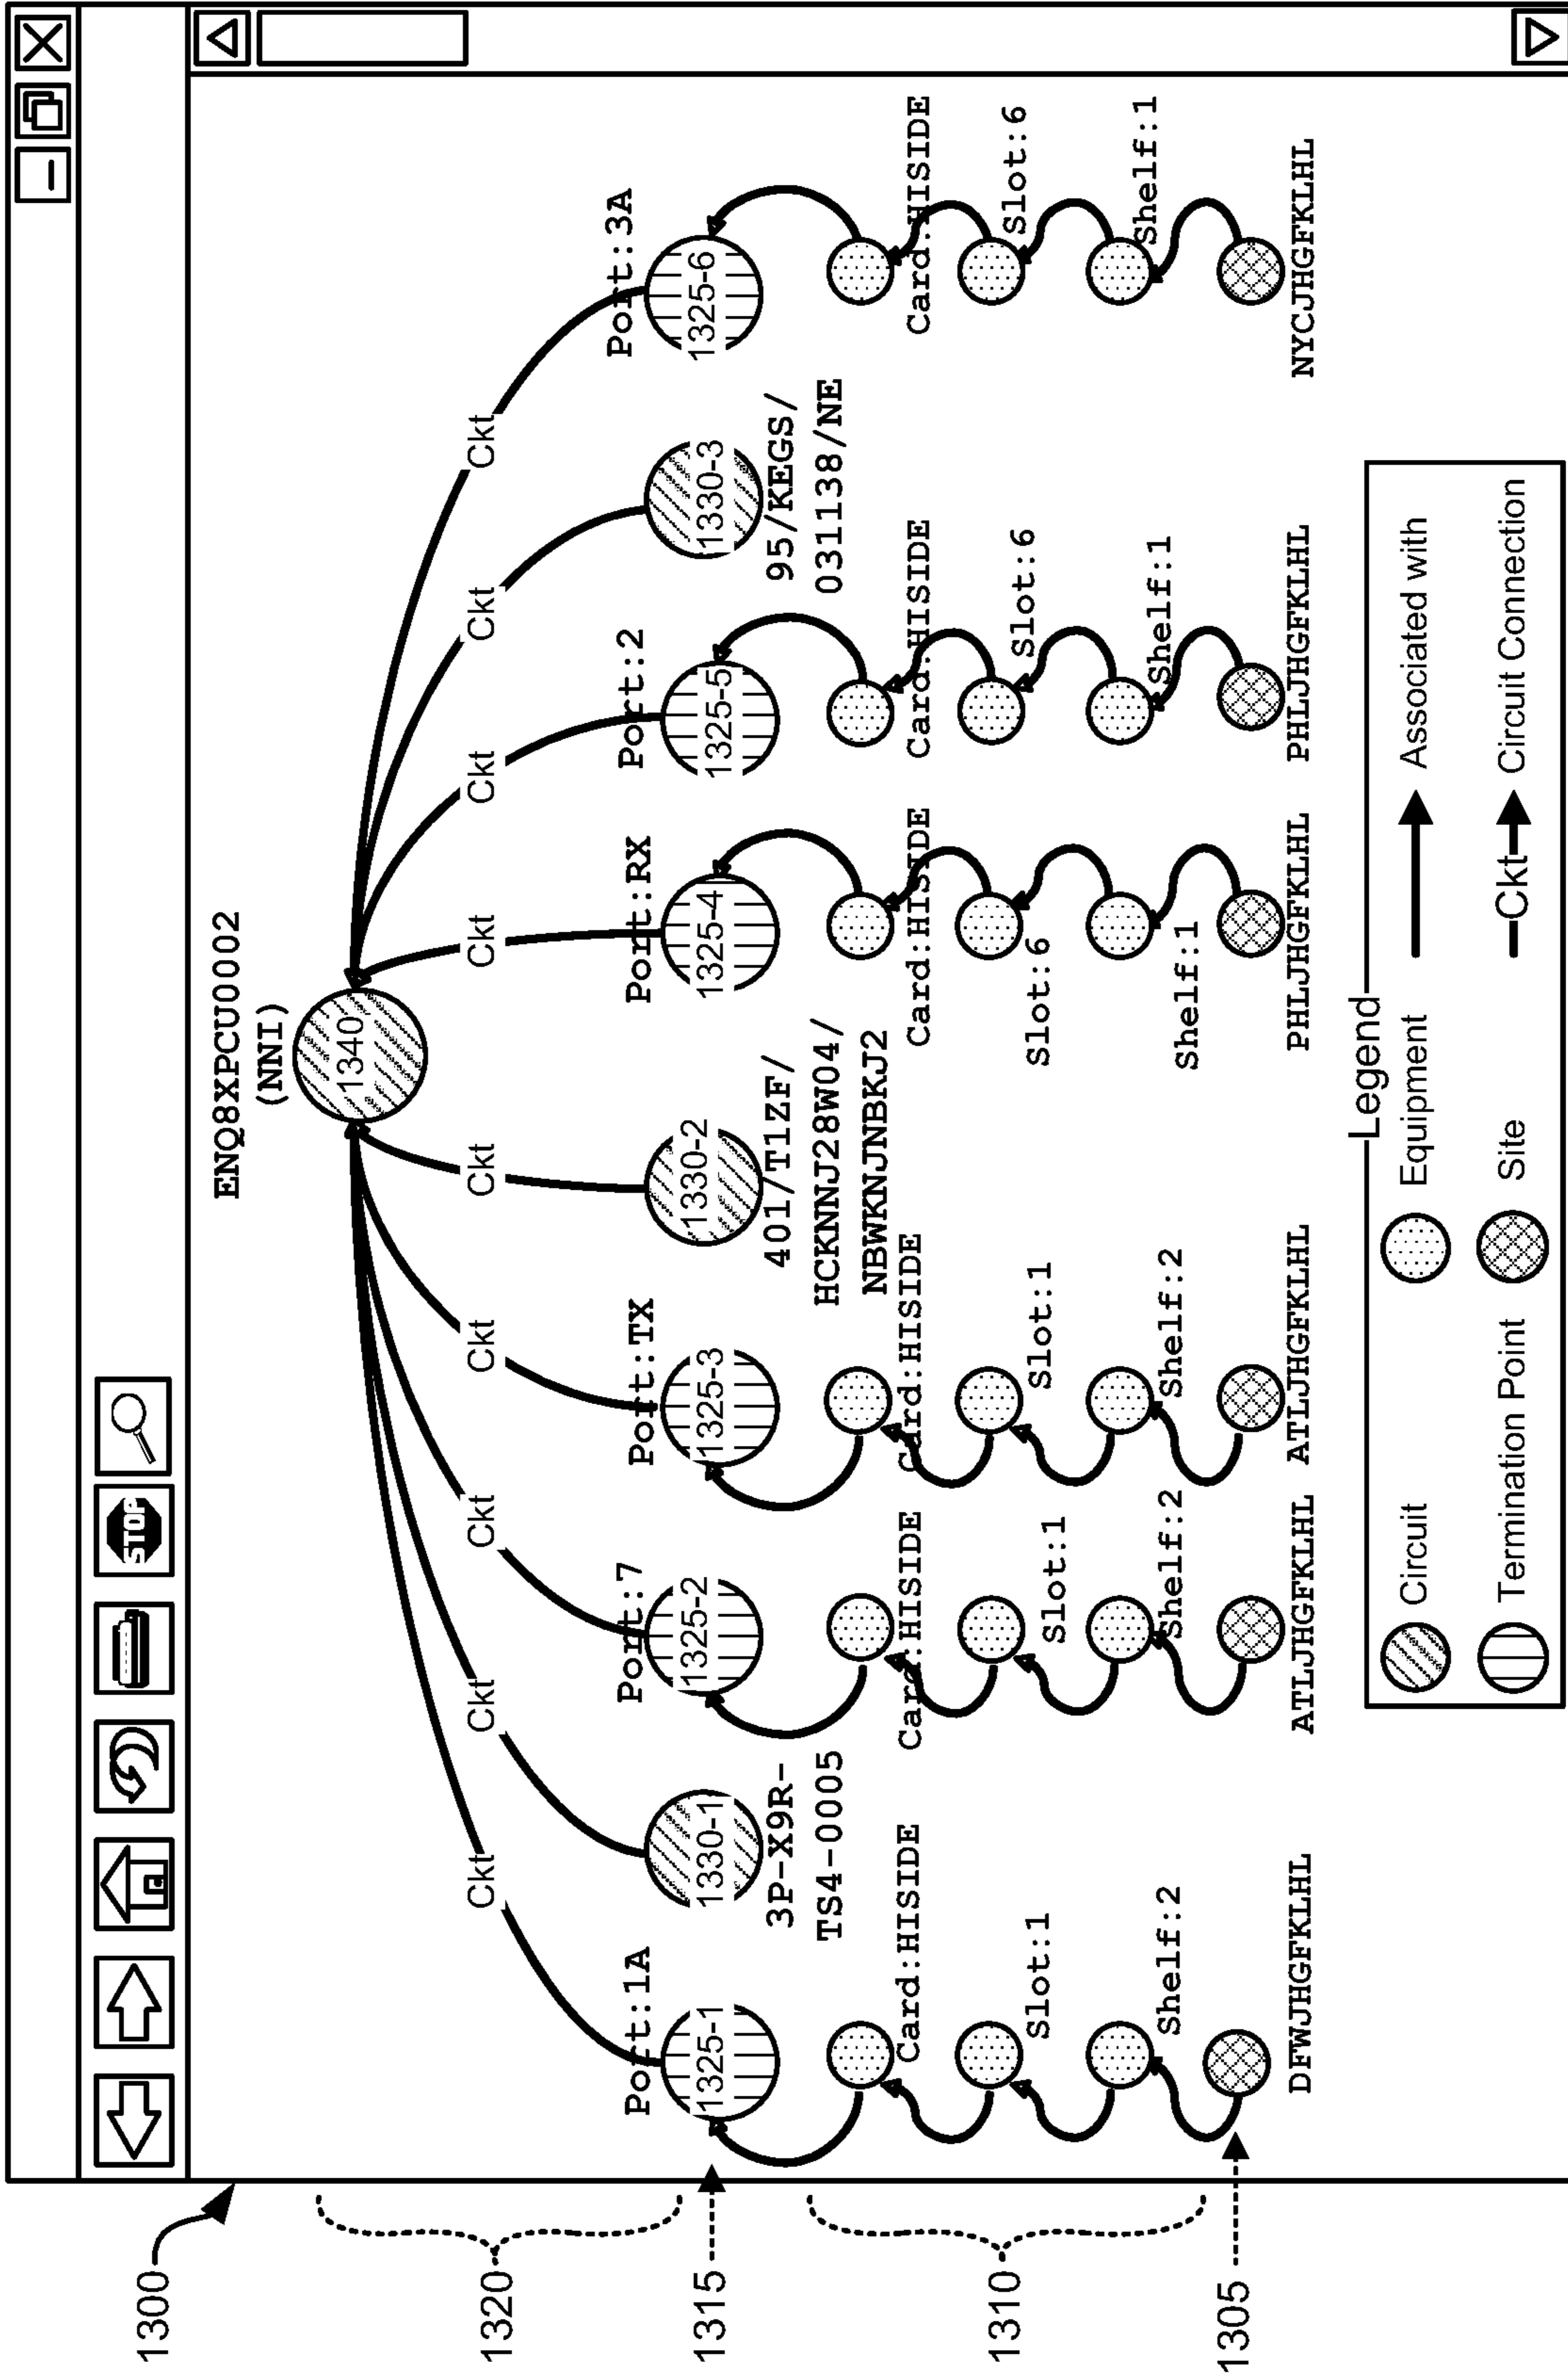 STOP
1300
ENQ8XPCU0002
(NNI)
1340
1320
Ckt
Ckt
Ckt
Ckt
Ckt
Ckt
Ckt
Ckt
Ckt
1315
Port:1A
1325-1
1330-1
3P-X9R-
TS4-0005
Port:7
1325-2
Port:TX
1325-3
1330-2
401/T1ZF/
HCKNNJ28W04/
NBWKNJNBKJ2
Port:RX
1325-4
Port:2
1325-5
1330-3
95/KEGS/
031138/NE
Port:3A
1325-6
1310
Card:HISIDE
Card:HISIDE
Card:HISIDE
Card:HISIDE
Card:HISIDE
Card:HISIDE
Slot:1
Slot:1
Slot:1
Slot:6
Slot:6
Slot:6
Shelf:2
Shelf:2
Shelf:2
Shelf:1
Shelf:1
Shelf:1
1305
DFWJHGFKLHL
ATLJHGFKLHL
ATLJHGFKLHL
PHLJHGFKLHL
PHLJHGFKLHL
NYCJHGFKLHL
Legend
Circuit
Equipment
Associated with
Termination Point
Site
Ckt
Circuit Connection